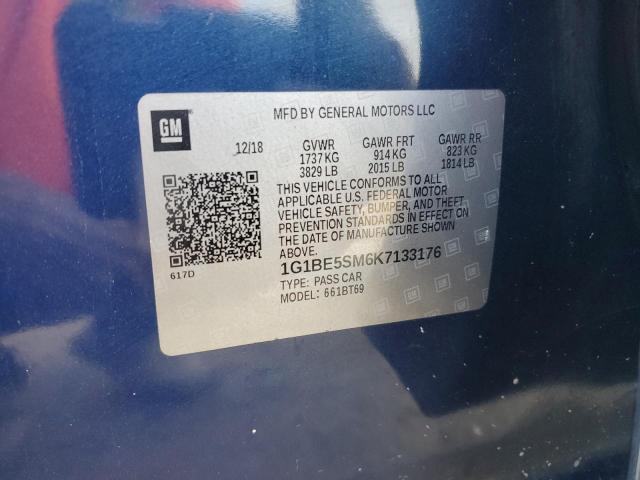 GM
MFD BY GENERAL MOTORS LLC
12/18 GVWR GAWR FRT GAWR RR
1737 KG 914 KG 823 KG
3829 LB 2015 LB 1814 LB
THIS VEHICLE CONFORMS TO ALL
APPLICABLE U.S. FEDERAL MOTOR
VEHICLE SAFETY, BUMPER, AND THEFT
PREVENTION STANDARDS IN EFFECT ON
THE DATE OF MANUFACTURE SHOWN
ABOVE.
617D
1G1BE5SM6K7133176
TYPE: PASS CAR
MODEL: 661BT69